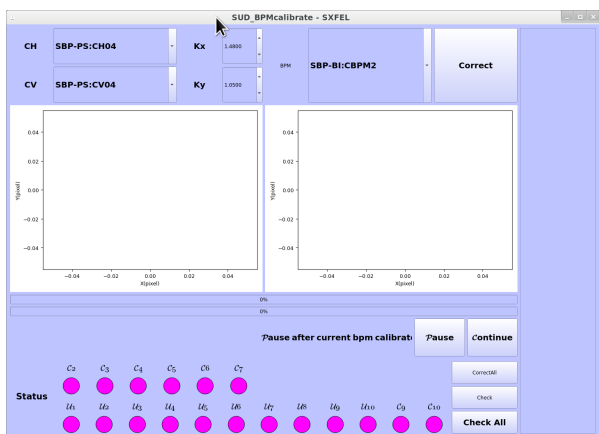 SUD_BPMcalibrate - SXFEL
CH SBP-PS:CH04 Kx 1.4800 BPM SBP-BI:CBPM2 Correct
CV SBP-PS:CV04 Ky 1.0500
0.04 0.04
0.02 0.02
0.00 0.00
−0.02 −0.02
−0.04 −0.04
Y(pixel) Y(pixel)
−0.04 −0.02 0.00 0.02 0.04 −0.04 −0.02 0.00 0.02 0.04
X(pixel) X(pixel)
0%
0%
Pause after current bpm calibrat Pause Continue
C2 C3 C4 C5 C6 C7 CorrectAll
Status Check
U1 U2 U3 U4 U5 U6 U7 U8 U9 U10 C9 C10
Check All